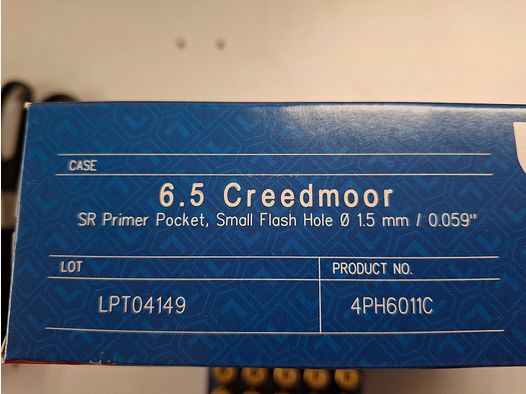 CASE
6.5 Creedmoor
SR Primer Pocket, Small Flash Hole Ø 1.5 mm / 0.059"
LOT
PRODUCT NO.
LPT04149
4PH6011C